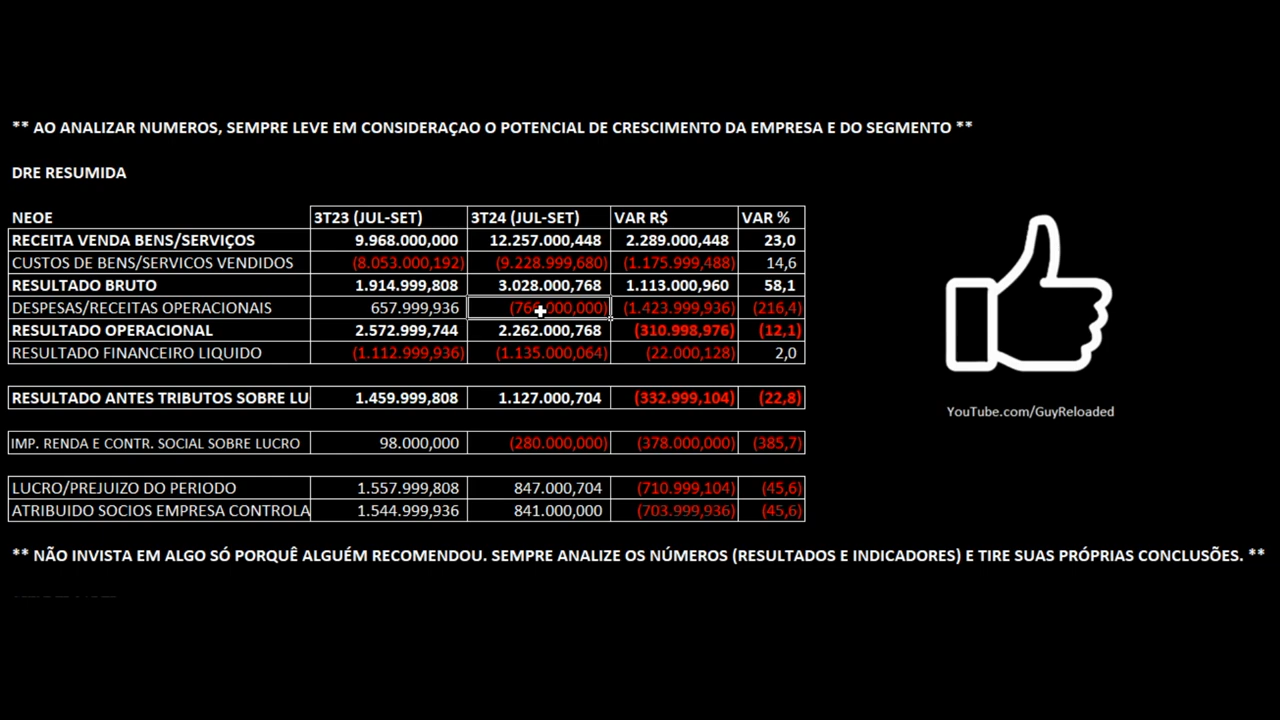 ** AO ANALIZAR NUMEROS, SEMPRE LEVE EM CONSIDERAÇAO O POTENCIAL DE CRESCIMENTO DA EMPRESA E DO SEGMENTO **
DRE RESUMIDA
NEOE 3T23 (JUL-SET) 3T24 (JUL-SET) VAR R$ VAR %
RECEITA VENDA BENS/SERVIÇOS 9.968.000,000 12.257.000,448 2.289.000,448 23,0
CUSTOS DE BENS/SERVICOS VENDIDOS (8.053.000,192) (9.228.999,680) (1.175.999,488) 14,6
RESULTADO BRUTO 1.914.999,808 3.028.000,768 1.113.000,960 58,1
DESPESAS/RECEITAS OPERACIONAIS 657.999,936 (766.000,000) (1.423.999,936) (216,4)
RESULTADO OPERACIONAL 2.572.999,744 2.262.000,768 (310.998,976) (12,1)
RESULTADO FINANCEIRO LIQUIDO (1.112.999,936) (1.135.000,064) (22.000,128) 2,0
RESULTADO ANTES TRIBUTOS SOBRE LU 1.459.999,808 1.127.000,704 (332.999,104) (22,8)
IMP. RENDA E CONTR. SOCIAL SOBRE LUCRO 98.000,000 (280.000,000) (378.000,000) (385,7)
LUCRO/PREJUIZO DO PERIODO 1.557.999,808 847.000,704 (710.999,104) (45,6)
ATRIBUIDO SOCIOS EMPRESA CONTROLA 1.544.999,936 841.000,000 (703.999,936) (45,6)
YouTube.com/GuyReloaded
** NÃO INVISTA EM ALGO SÓ PORQUÊ ALGUÉM RECOMENDOU. SEMPRE ANALIZE OS NÚMEROS (RESULTADOS E INDICADORES) E TIRE SUAS PRÓPRIAS CONCLUSÕES. **